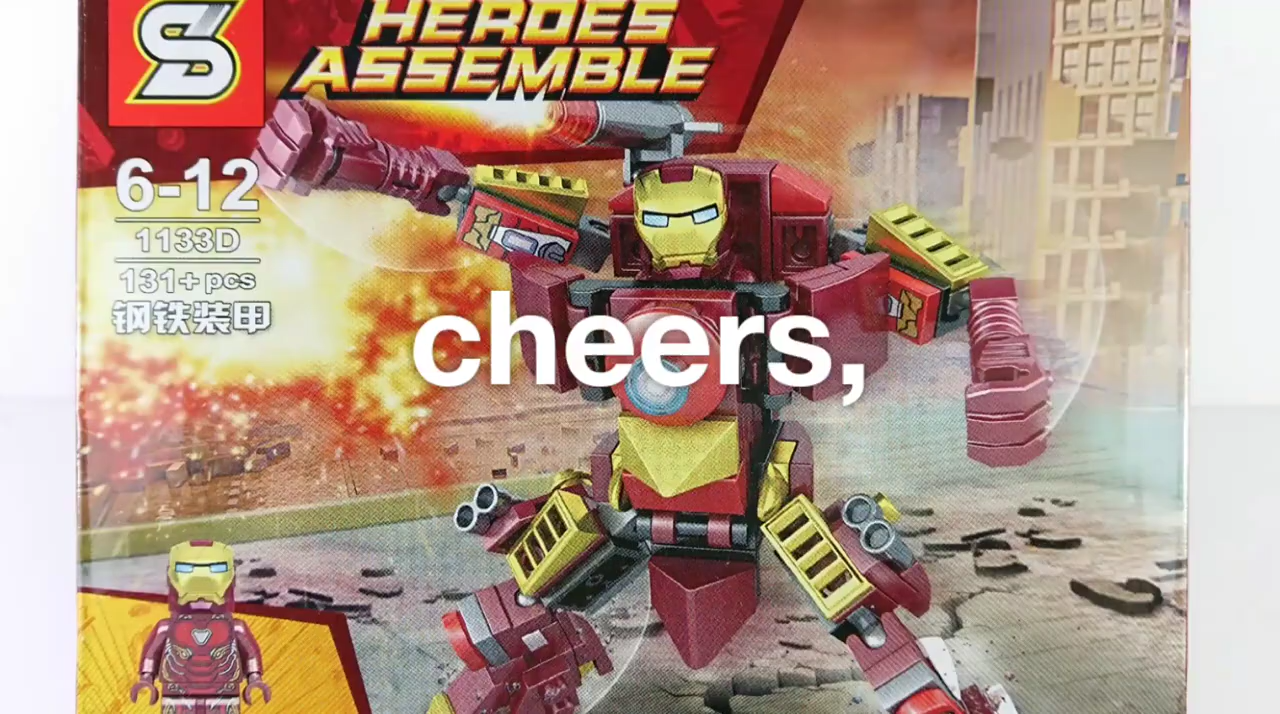 S
HEROES
ASSEMBLE
6-12
1133D
131+pcs
钢铁装甲
cheers,